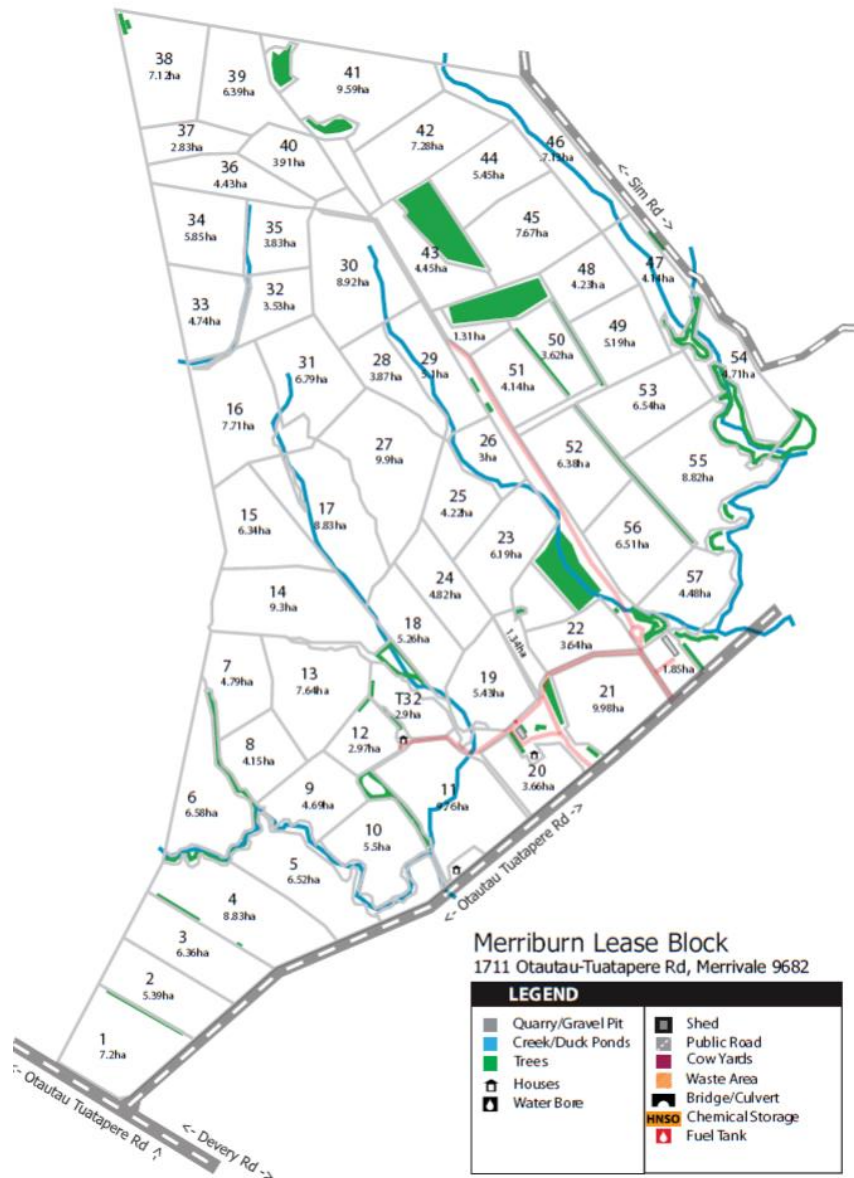 38
7.12ha
39
6.39ha
41
9.59ha
37
2.83ha
40
3.91ha
42
7.28ha
36
4.43ha
44
5.45ha
46
7.15ha
<- Sim Rd ->
34
5.85ha
35
3.83ha
45
7.67ha
43
4.45ha
30
8.92ha
48
4.23ha
47
4.14ha
33
4.74ha
32
3.53ha
1.31ha
50
3.62ha
49
5.19ha
31
6.79ha
28
3.87ha
29
5.1ha
51
4.14ha
54
4.71ha
16
7.71ha
53
6.54ha
27
9.9ha
26
3ha
52
6.38ha
55
8.82ha
15
6.34ha
17
8.83ha
25
4.22ha
23
6.19ha
56
6.51ha
14
9.3ha
24
4.82ha
57
4.48ha
18
5.26ha
22
3.64ha
1.34ha
7
4.79ha
13
7.64ha
T32
2.9ha
19
5.43ha
21
9.98ha
1.85ha
8
4.15ha
12
2.97ha
20
3.66ha
6
6.58ha
9
4.69ha
11
9.76ha
10
5.5ha
<- Otautau Tuatapere Rd ->
5
6.52ha
4
8.83ha
3
6.36ha
2
5.39ha
1
7.2ha
<- Otautau Tuatapere Rd ->
<- Devery Rd ->
Merriburn Lease Block
1711 Otautau-Tuatapere Rd, Merrivale 9682
LEGEND
Quarry/Gravel Pit
Creek/Duck Ponds
Trees
Houses
Water Bore
Shed
Public Road
Cow Yards
Waste Area
Bridge/Culvert
HNSO Chemical Storage
Fuel Tank